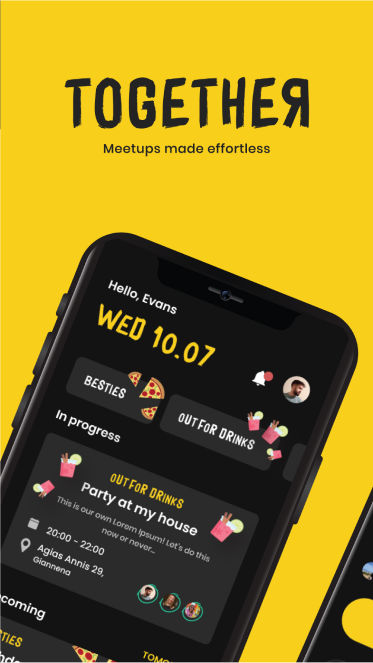 TOGETHEЯ
Meetups made effortless
Hello, Evans
WED 10.07
BESTIES
OUT FOR DRINKS
In progress
OUT FOR DRINKS
Party at my house
This is our own Lorem Ipsum! Let's do this
now or never...
20:00 - 22:00
Agias Annis 29,
Giannena
coming
TIES
TOMO